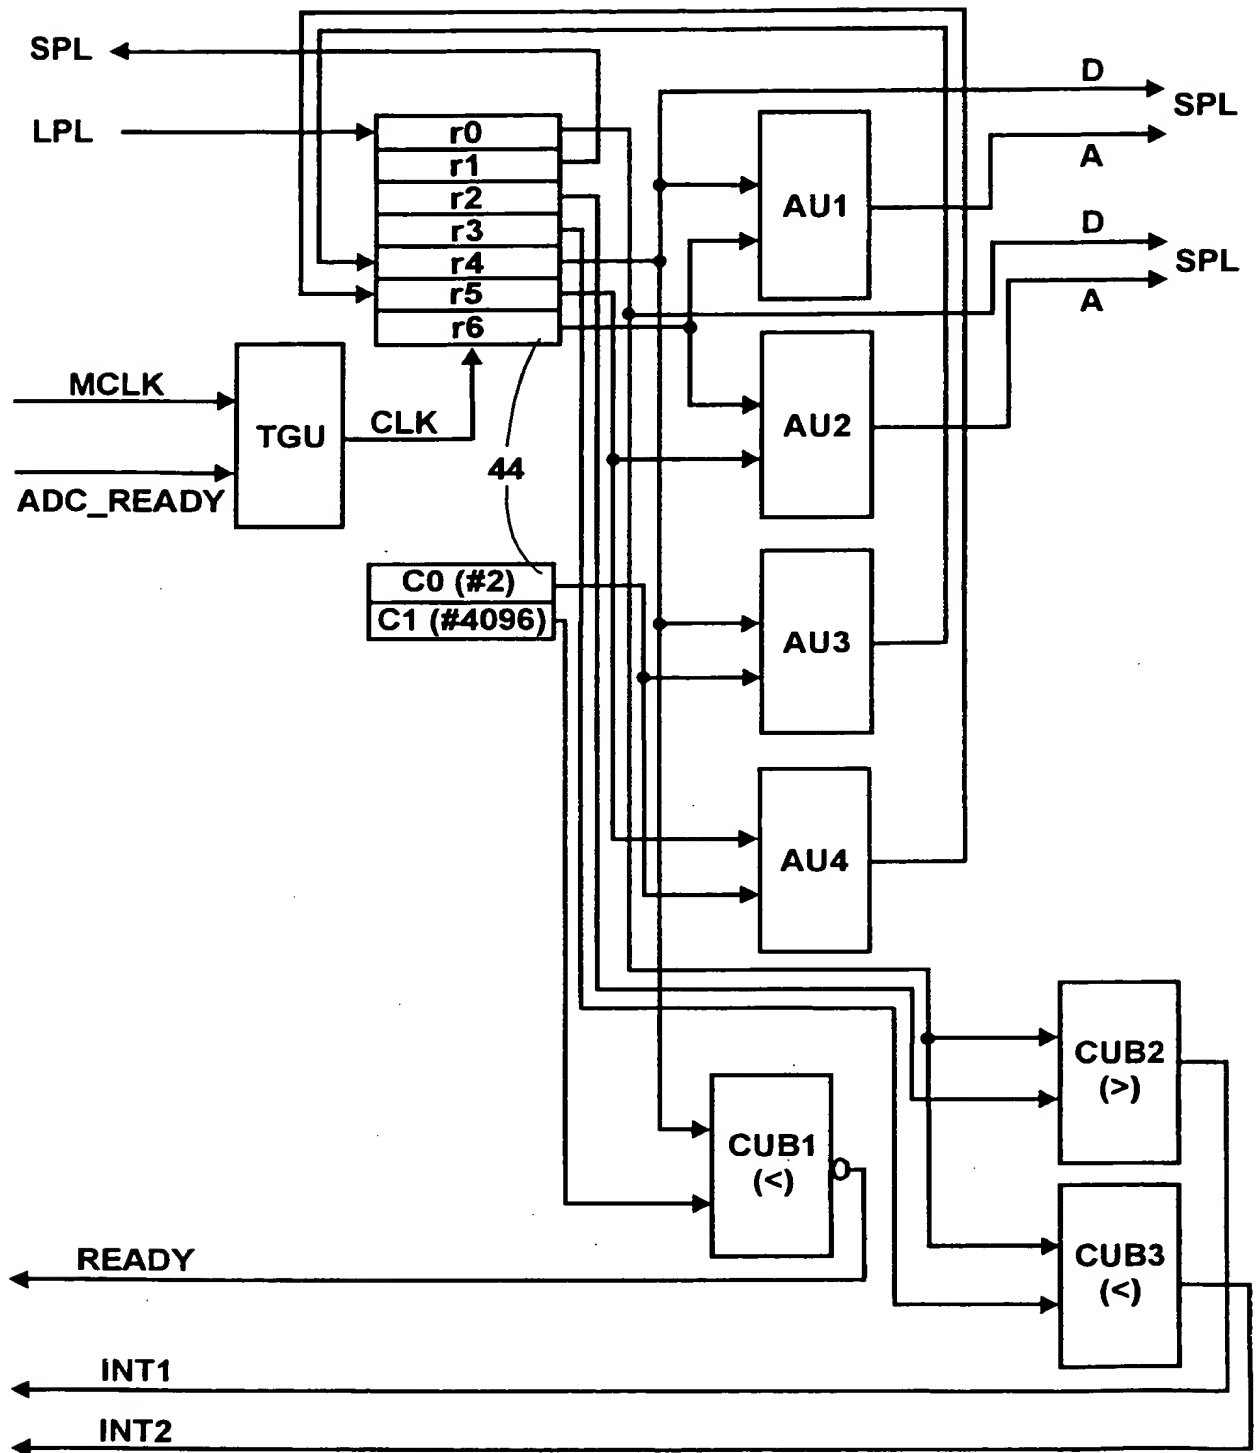 SPL
D
SPL
LPL
r0
A
r1
r2
AU1
r3
D
r4
SPL
r5
A
r6
MCLK
TGU
CLK
AU2
44
ADC_READY
C0 (#2)
C1 (#4096)
AU3
AU4
CUB2
(>)
CUB1
(<)
READY
CUB3
(<)
INT1
INT2